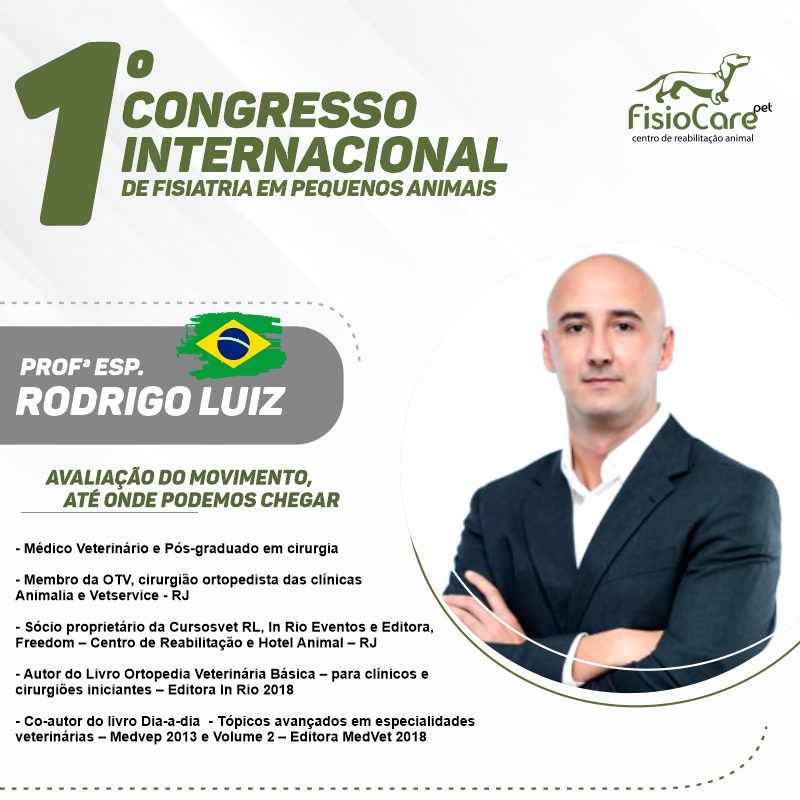 1º
CONGRESSO
INTERNACIONAL
DE FISIATRIA EM PEQUENOS ANIMAIS
FisioCare pet
centro de reabilitação animal
PROFª ESP.
RODRIGO LUIZ
AVALIAÇÃO DO MOVIMENTO,
ATÉ ONDE PODEMOS CHEGAR
- Médico Veterinário e Pós-graduado em cirurgia
- Membro da OTV, cirurgião ortopedista das clínicas
Animalia e Vetservice - RJ
- Sócio proprietário da Cursosvet RL, In Rio Eventos e Editora,
Freedom – Centro de Reabilitação e Hotel Animal – RJ
- Autor do Livro Ortopedia Veterinária Básica – para clínicos e
cirurgiões iniciantes – Editora In Rio 2018
- Co-autor do livro Dia-a-dia - Tópicos avançados em especialidades
veterinárias – Medvep 2013 e Volume 2 – Editora MedVet 2018